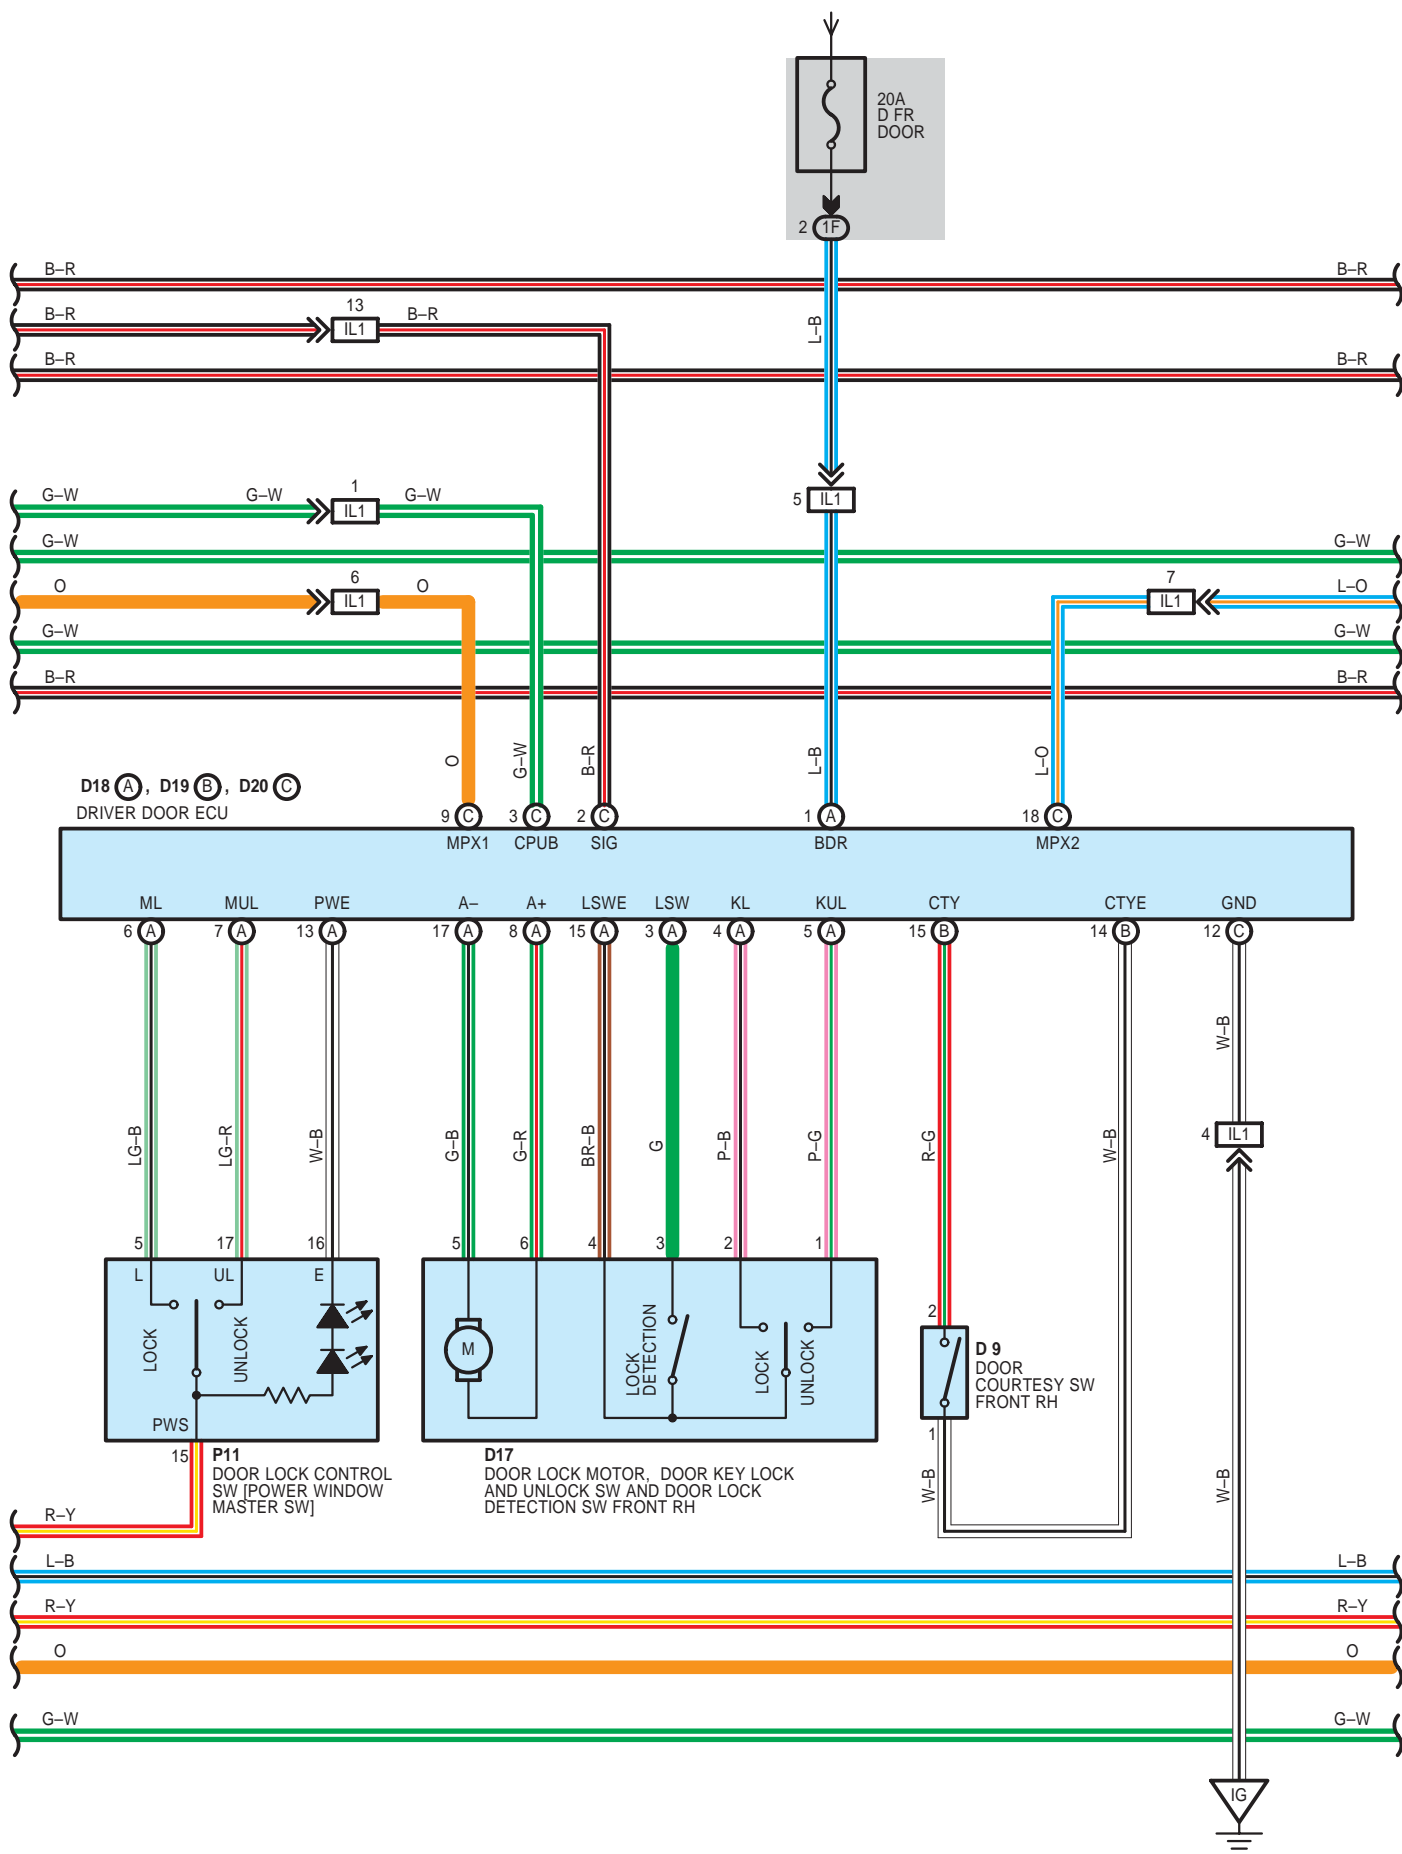 20A
D FR
DOOR
2 1F
B–R B–R
13
B–R IL1 B–R
L–B
B–R B–R
1
G–W G–W IL1 G–W
5 IL1
G–W G–W
6
O IL1 O
7
IL1 L–O
G–W G–W
B–R B–R
O G–W B–R L–B L–O
D18 A , D19 B , D20 C
DRIVER DOOR ECU
9 C 3 C 2 C 1 A 18 C
MPX1 CPUB SIG BDR MPX2
ML MUL PWE A– A+ LSWE LSW KL KUL CTY CTYE GND
6 A 7 A 13 A 17 A 8 A 15 A 3 A 4 A 5 A 15 B 14 B 12 C
W–B
LG–B LG–R W–B G–B G–R BR–B G P–B P–G R–G W–B
4 IL1
5 17 16 5 6 4 3 2 1
L UL E
LOCK UNLOCK
PWS
M
LOCK
DETECTION
LOCK UNLOCK
2
D 9
DOOR
COURTESY SW
FRONT RH
1
W–B
W–B
15
P11
DOOR LOCK CONTROL
SW [POWER WINDOW
MASTER SW]
D17
DOOR LOCK MOTOR, DOOR KEY LOCK
AND UNLOCK SW AND DOOR LOCK
DETECTION SW FRONT RH
R–Y
L–B L–B
R–Y R–Y
O O
G–W G–W
IG